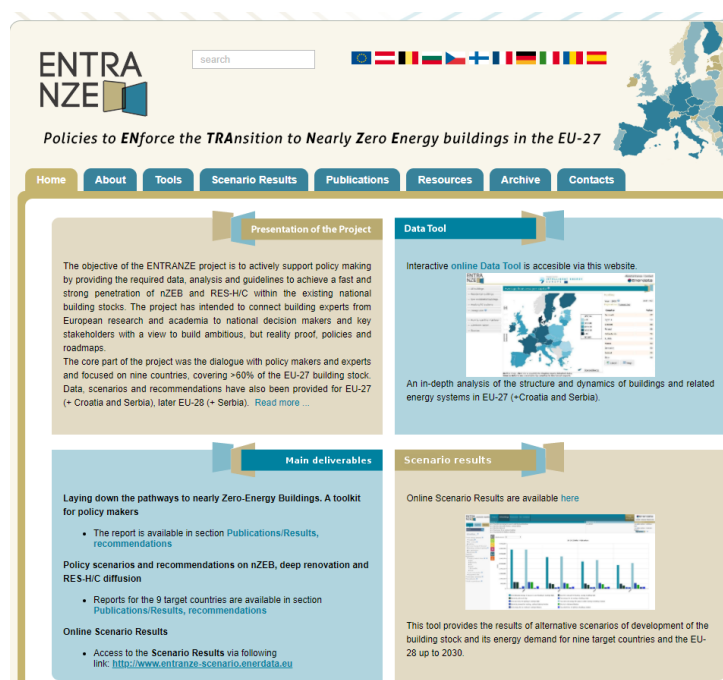 ENTRA
NZE
search
Policies to ENforce the TRAnsition to Nearly Zero Energy buildings in the EU-27
Home
About
Tools
Scenario Results
Publications
Resources
Archive
Contacts
Presentation of the Project
The objective of the ENTRANZE project is to actively support policy making
by providing the required data, analysis and guidelines to achieve a fast and
strong penetration of nZEB and RES-H/C within the existing national
building stocks. The project has intended to connect building experts from
European research and academia to national decision makers and key
stakeholders with a view to build ambitious, but reality proof, policies and
roadmaps.
The core part of the project was the dialogue with policy makers and experts
and focused on nine countries, covering >60% of the EU-27 building stock.
Data, scenarios and recommendations have also been provided for EU-27
(+ Croatia and Serbia), later EU-28 (+ Serbia). Read more ...
Data Tool
Interactive online Data Tool is accesible via this website.
An in-depth analysis of the structure and dynamics of buildings and related
energy systems in EU-27 (+Croatia and Serbia).
Main deliverables
Laying down the pathways to nearly Zero-Energy Buildings. A toolkit
for policy makers
• The report is available in section Publications/Results,
recommendations
Policy scenarios and recommendations on nZEB, deep renovation and
RES-H/C diffusion
• Reports for the 9 target countries are available in section
Publications/Results, recommendations
Online Scenario Results
• Access to the Scenario Results via following
link: http://www.entranze-scenario.enerdata.eu
Scenario results
Online Scenario Results are available here
This tool provides the results of alternative scenarios of development of the
building stock and its energy demand for nine target countries and the EU-
28 up to 2030.